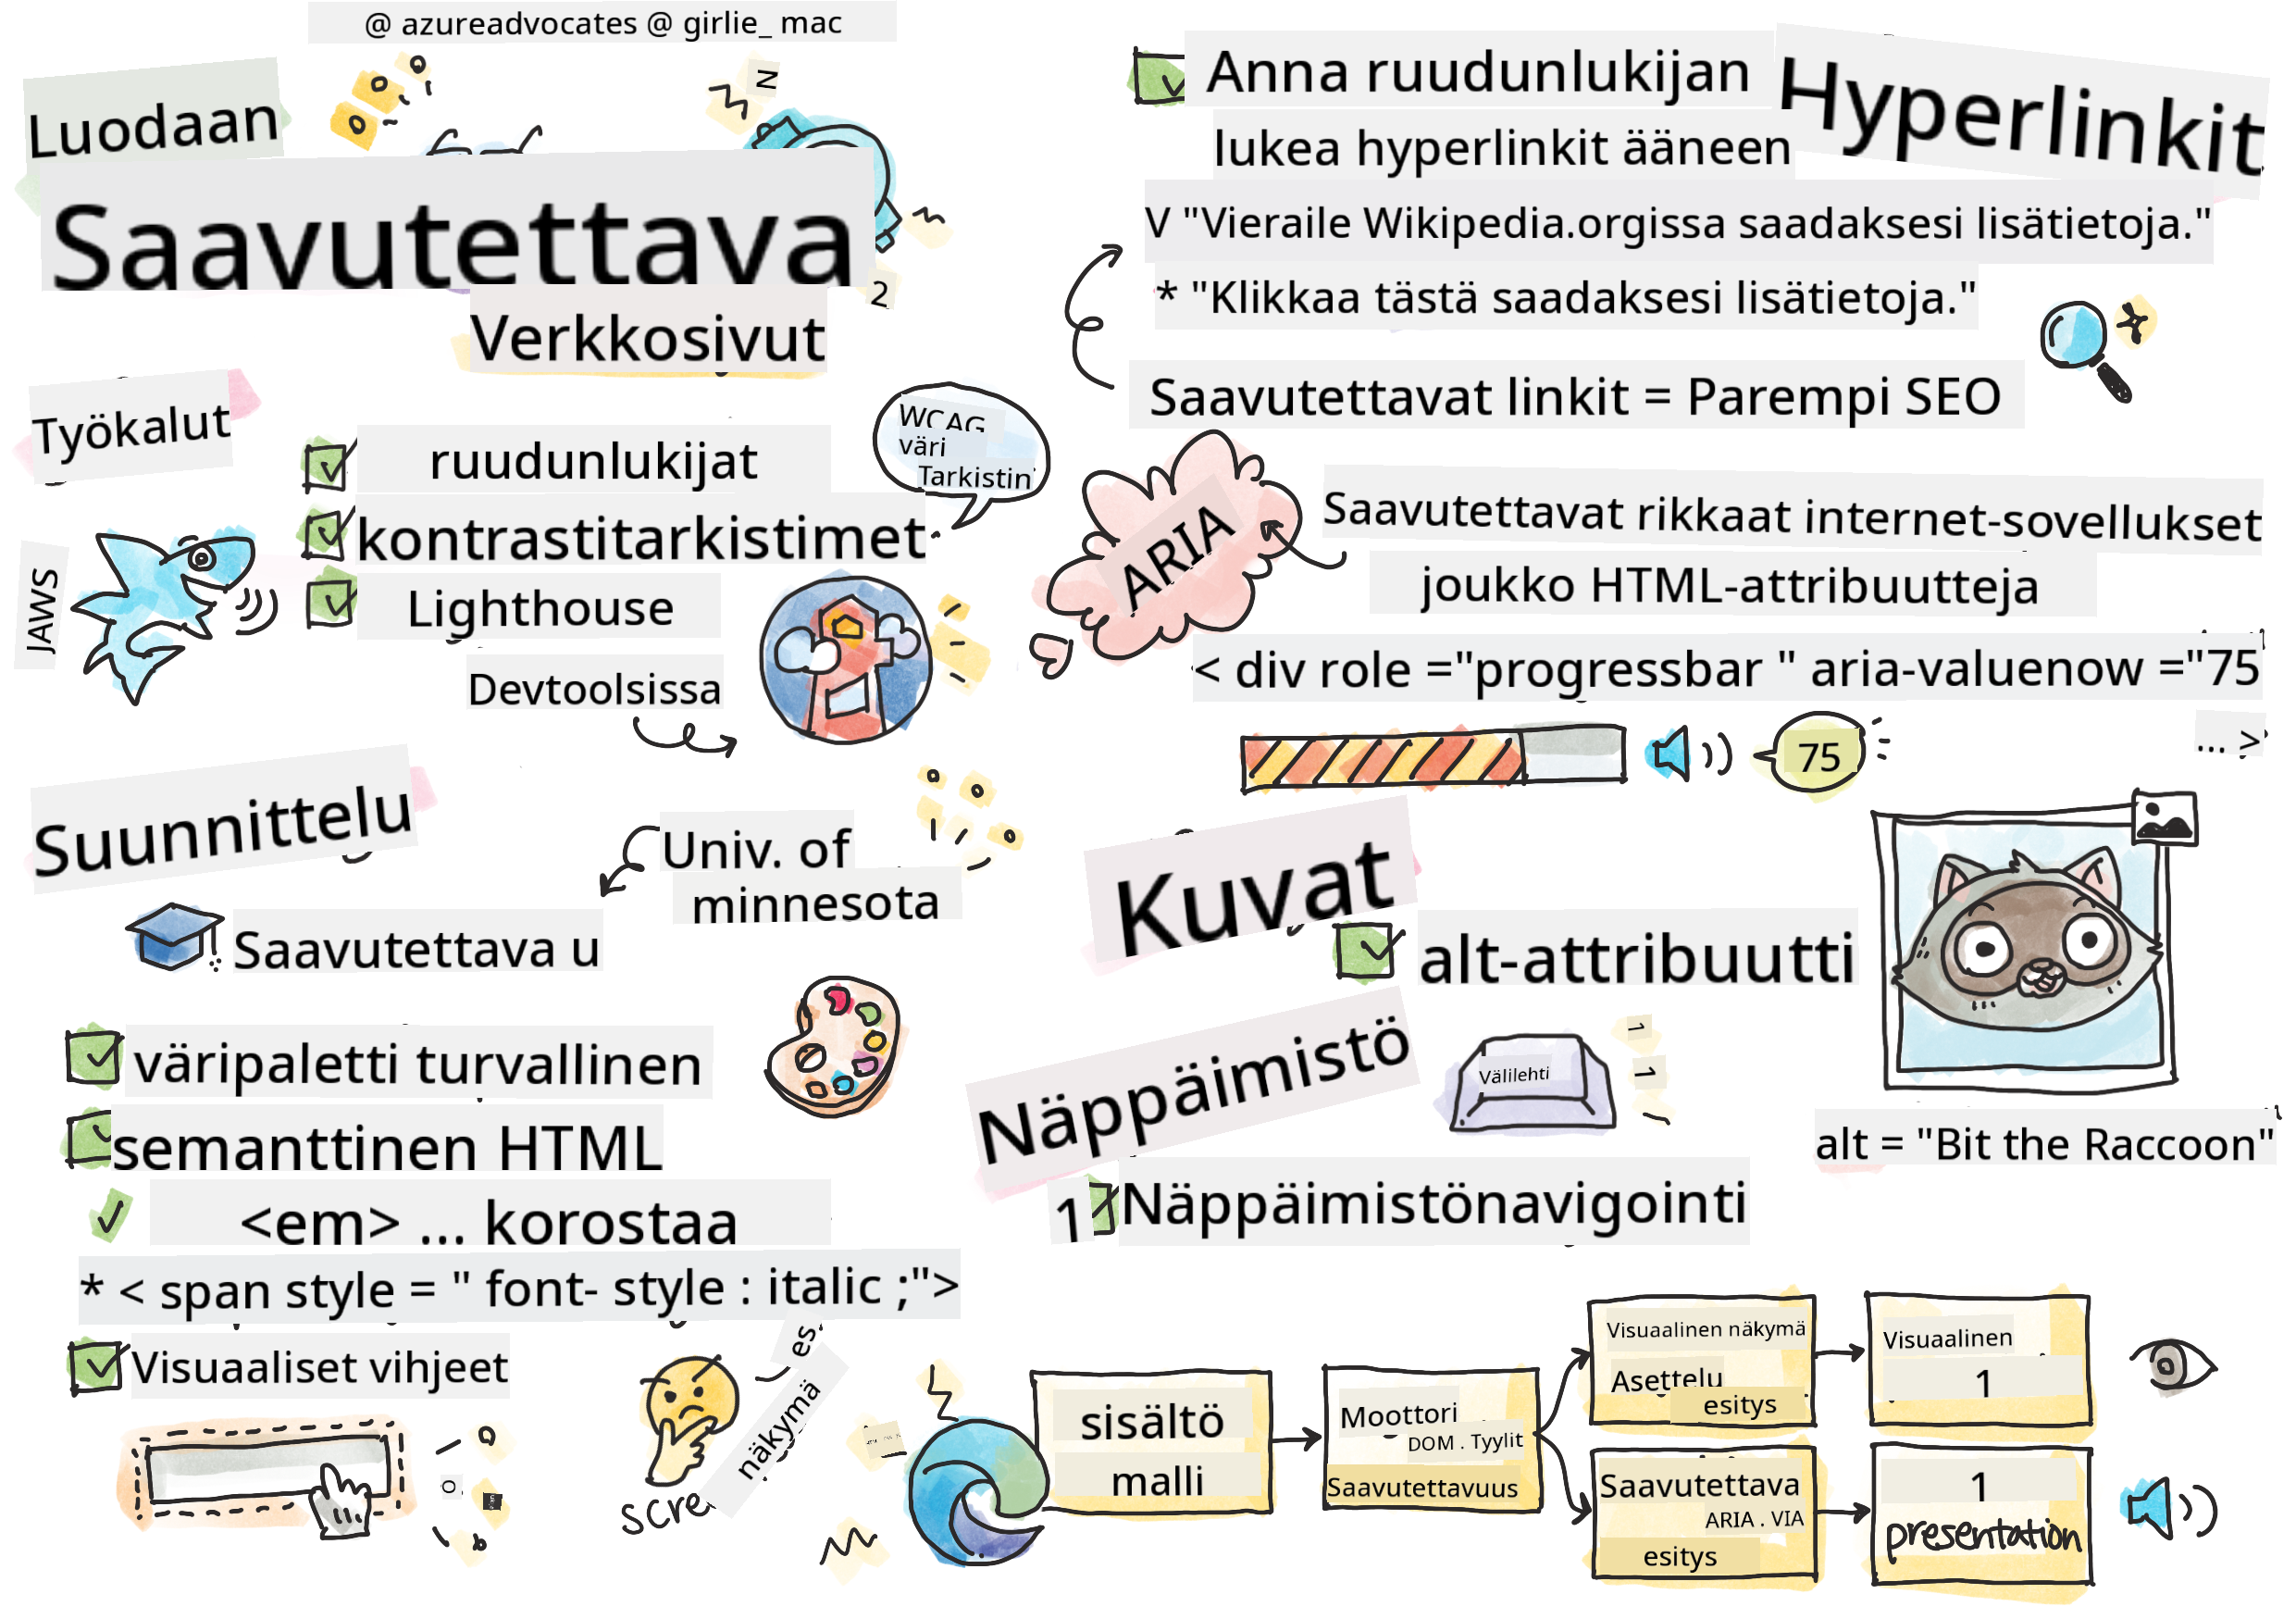 @ azureadvocates @ girlie_ mac
Luodaan
Saavutettava
Verkkosivut
N
2
Työkalut
JAWS
ruudunlukijat
kontrastitarkistimet
Lighthouse
Devtoolsissa
WCAG
väri
Tarkistin
Suunnittelu
Univ. of
minnesota
Saavutettava u
väripaletti turvallinen
semanttinen HTML
<em> ... korostaa
* < span style = " font- style : italic ;">
Visuaaliset vihjeet
es
näkymä
scre
Anna ruudunlukijan
lukea hyperlinkit ääneen
Hyperlinkit
V "Vieraile Wikipedia.orgissa saadaksesi lisätietoja."
* "Klikkaa tästä saadaksesi lisätietoja."
Saavutettavat linkit = Parempi SEO
ARIA
Saavutettavat rikkaat internet-sovellukset
joukko HTML-attribuutteja
< div role ="progressbar " aria-valuenow ="75
... >
75
Kuvat
alt-attribuutti
alt = "Bit the Raccoon"
Näppäimistö
Välilehti
1
1
1 Näppäimistönavigointi
sisältö
malli
Moottori
DOM . Tyylit
Saavutettavuus
Visuaalinen näkymä
Asettelu
esitys
Visuaalinen
1
Saavutettava
ARIA . VIA
esitys
1
presentation